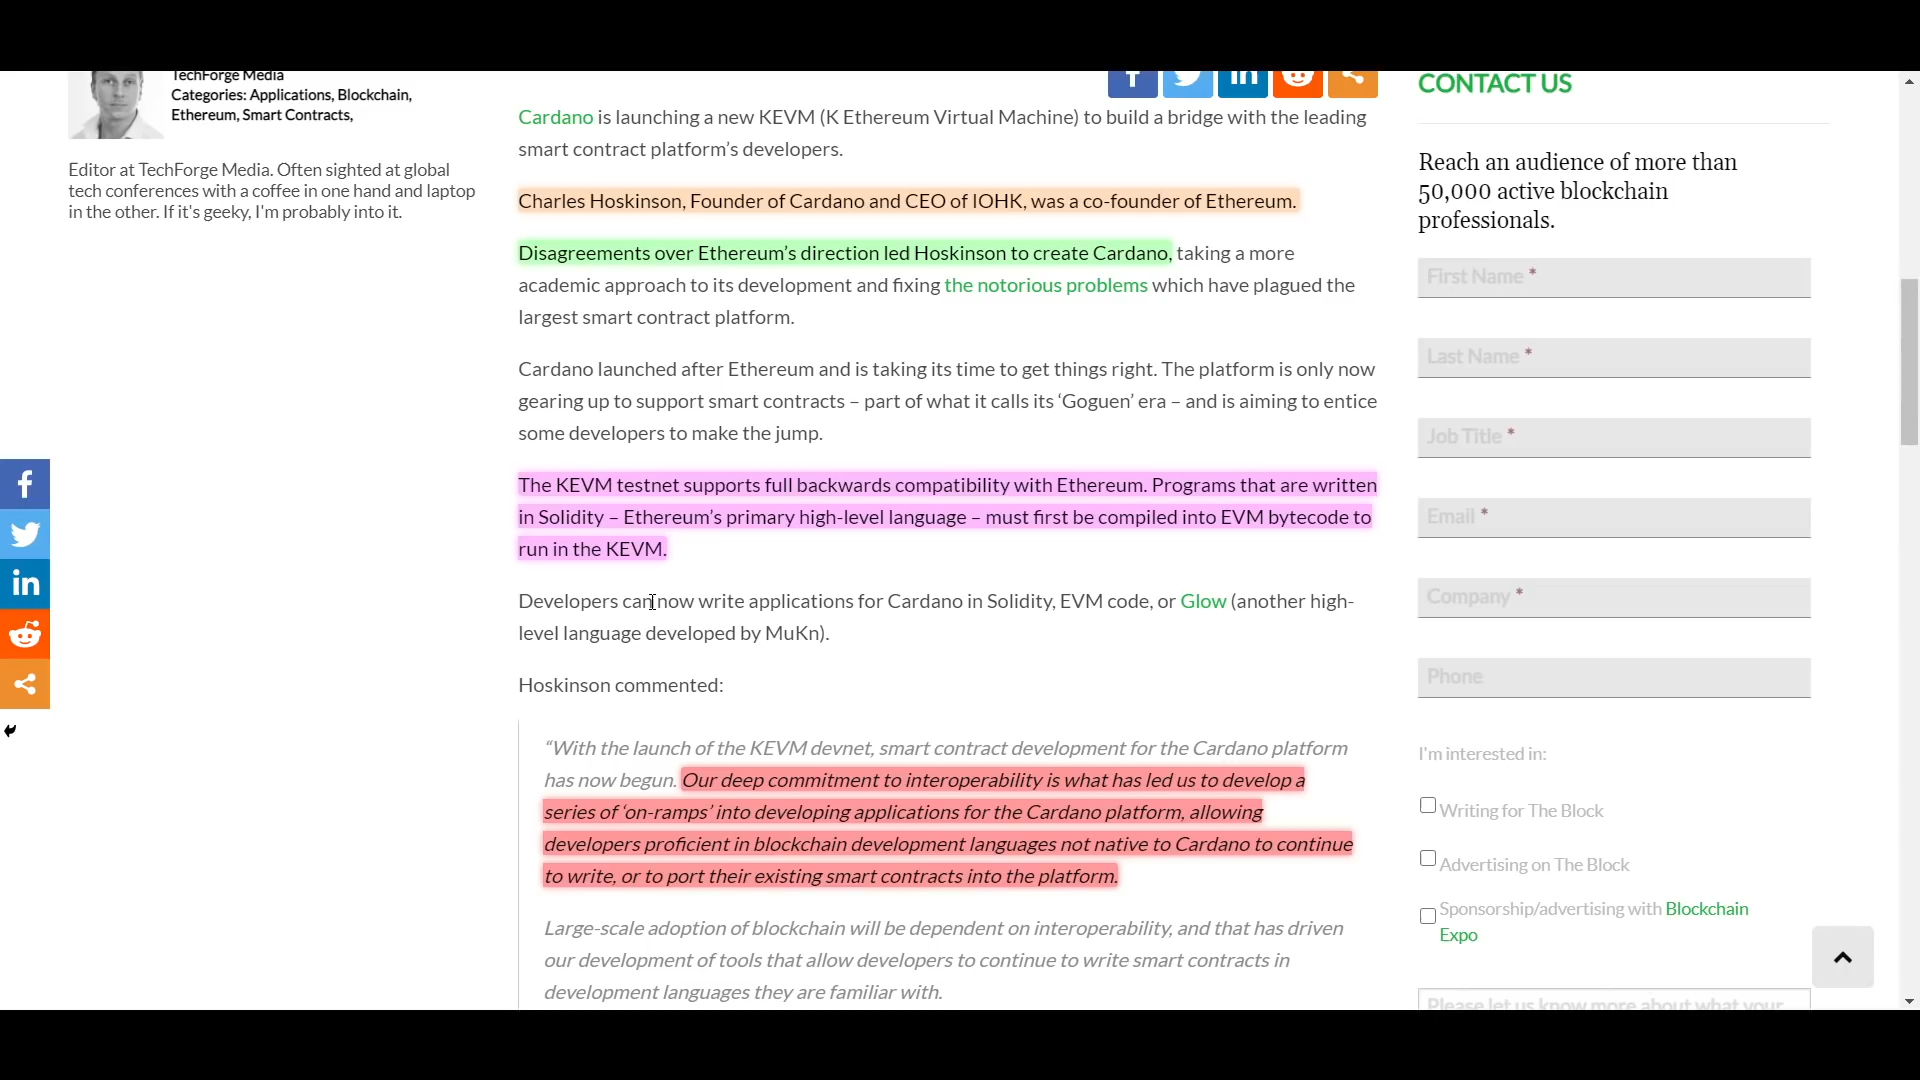 TechForge Media
Categories: Applications, Blockchain,
Ethereum, Smart Contracts,
Editor at TechForge Media. Often sighted at global
tech conferences with a coffee in one hand and laptop
in the other. If it's geeky, I'm probably into it.
Cardano is launching a new KEVM (K Ethereum Virtual Machine) to build a bridge with the leading
smart contract platform’s developers.
Charles Hoskinson, Founder of Cardano and CEO of IOHK, was a co-founder of Ethereum.
Disagreements over Ethereum’s direction led Hoskinson to create Cardano, taking a more
academic approach to its development and fixing the notorious problems which have plagued the
largest smart contract platform.
Cardano launched after Ethereum and is taking its time to get things right. The platform is only now
gearing up to support smart contracts – part of what it calls its ‘Goguen’ era – and is aiming to entice
some developers to make the jump.
The KEVM testnet supports full backwards compatibility with Ethereum. Programs that are written
in Solidity – Ethereum’s primary high-level language – must first be compiled into EVM bytecode to
run in the KEVM.
Developers can now write applications for Cardano in Solidity, EVM code, or Glow (another high-
level language developed by MuKn).
Hoskinson commented:
“With the launch of the KEVM devnet, smart contract development for the Cardano platform
has now begun. Our deep commitment to interoperability is what has led us to develop a
series of ‘on-ramps’ into developing applications for the Cardano platform, allowing
developers proficient in blockchain development languages not native to Cardano to continue
to write, or to port their existing smart contracts into the platform.
Large-scale adoption of blockchain will be dependent on interoperability, and that has driven
our development of tools that allow developers to continue to write smart contracts in
development languages they are familiar with.
CONTACT US
Reach an audience of more than
50,000 active blockchain
professionals.
First Name *
Last Name *
Job Title *
Email *
Company *
Phone
I'm interested in:
Writing for The Block
Advertising on The Block
Sponsorship/advertising with Blockchain
Expo
Please let us know more about what your